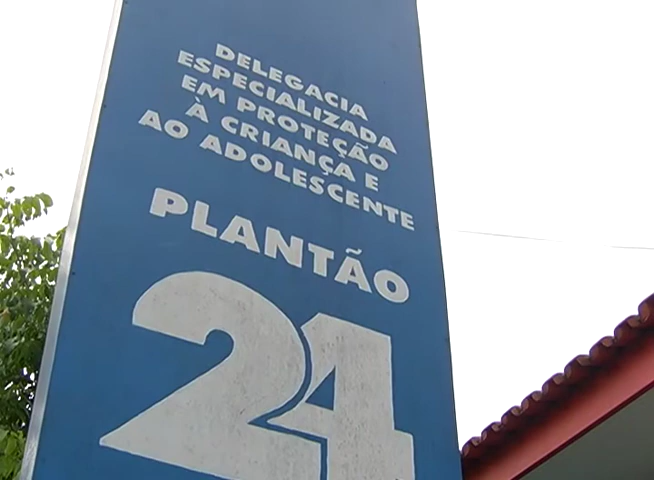 DELEGACIA
ESPECIALIZADA
EM PROTEÇÃO
À CRIANÇA E
AO ADOLESCENTE
PLANTÃO
24